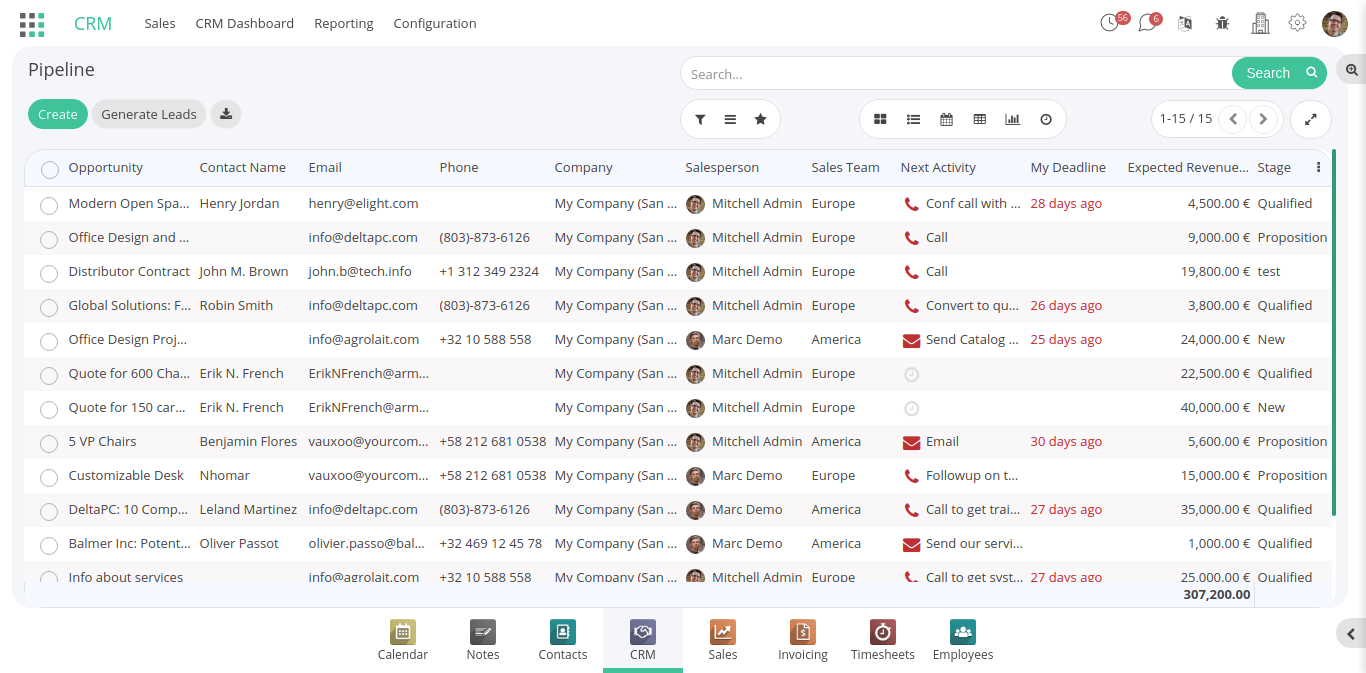 CRM Sales CRM Dashboard Reporting Configuration 56 6
Pipeline
Search... Search
Create Generate Leads 1-15 / 15
Opportunity Contact Name Email Phone Company Salesperson Sales Team Next Activity My Deadline Expected Revenue... Stage
Modern Open Spa... Henry Jordan henry@elight.com My Company (San ... Mitchell Admin Europe Conf call with ... 28 days ago 4,500.00 € Qualified
Office Design and ... info@deltapc.com (803)-873-6126 My Company (San ... Mitchell Admin Europe Call 9,000.00 € Proposition
Distributor Contract John M. Brown john.b@tech.info +1 312 349 2324 My Company (San ... Mitchell Admin Europe Call 19,800.00 € test
Global Solutions: F... Robin Smith info@deltapc.com (803)-873-6126 My Company (San ... Mitchell Admin Europe Convert to qu... 26 days ago 3,800.00 € Qualified
Office Design Proj... info@agrolait.com +32 10 588 558 My Company (San ... Marc Demo America Send Catalog ... 25 days ago 24,000.00 € New
Quote for 600 Cha... Erik N. French ErikNFrench@arm... My Company (San ... Mitchell Admin Europe 22,500.00 € Qualified
Quote for 150 car... Erik N. French ErikNFrench@arm... My Company (San ... Mitchell Admin Europe 40,000.00 € New
5 VP Chairs Benjamin Flores vauxoo@yourcom... +58 212 681 0538 My Company (San ... Mitchell Admin America Email 30 days ago 5,600.00 € Proposition
Customizable Desk Nhomar vauxoo@yourcom... +58 212 681 0538 My Company (San ... Marc Demo Europe Followup on t... 15,000.00 € Proposition
DeltaPC: 10 Comp... Leland Martinez info@deltapc.com (803)-873-6126 My Company (San ... Marc Demo America Call to get trai... 27 days ago 35,000.00 € Qualified
Balmer Inc: Potent... Oliver Passot olivier.passo@bal... +32 469 12 45 78 My Company (San ... Marc Demo America Send our servi... 1,000.00 € Qualified
Info about services info@agrolait.com +32 10 588 558 My Company (San ... Mitchell Admin Europe Call to get syst... 27 days ago 25,000.00 € Qualified
307,200.00
Calendar Notes Contacts CRM Sales Invoicing Timesheets Employees